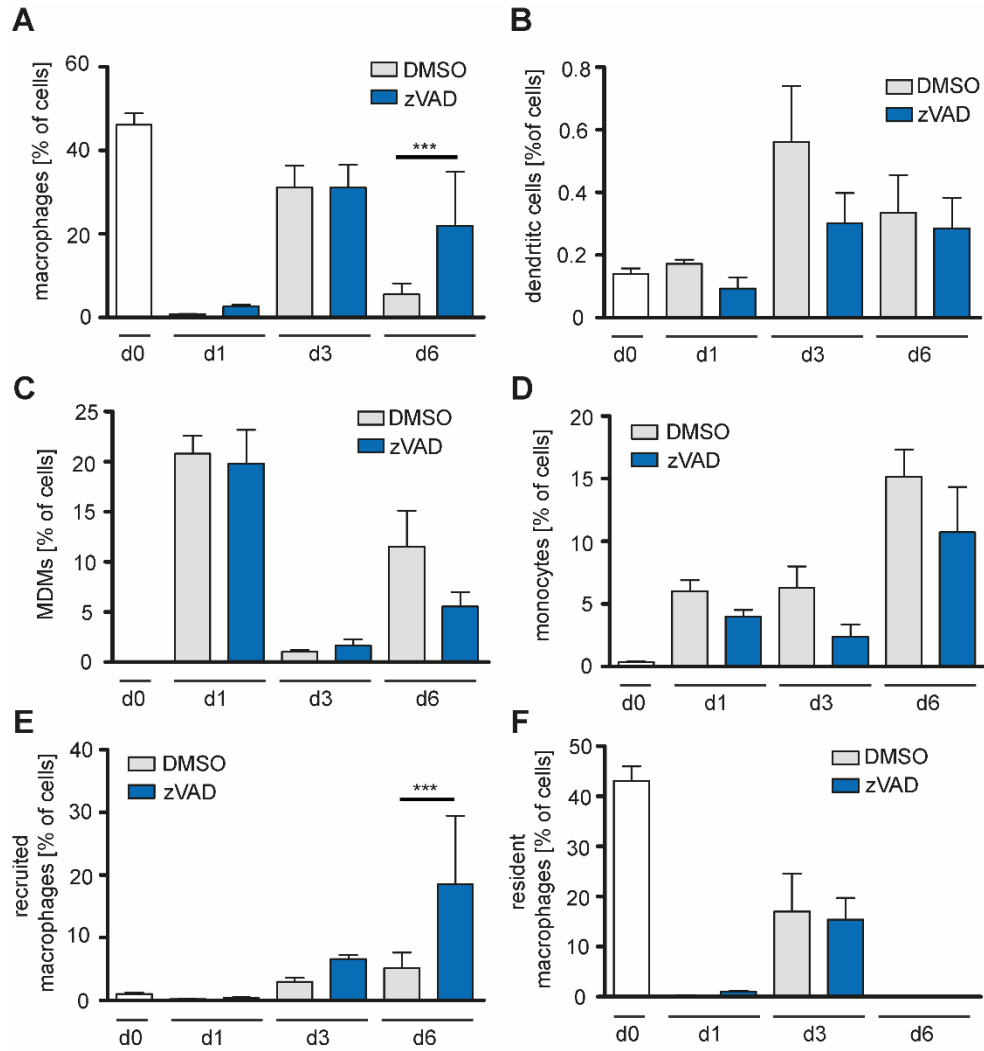 A
macrophages [% of cells]
60
40
20
0
DMSO
zVAD
***
d0 d1 d3 d6
B
dendrtitc cells [%of cells]
0.8
0.6
0.4
0.2
0
DMSO
zVAD
d0 d1 d3 d6
C
MDMs [% of cells]
25
20
15
10
5
0
DMSO
zVAD
d0 d1 d3 d6
D
monocytes [% of cells]
20
15
10
5
0
DMSO
zVAD
d0 d1 d3 d6
E
recruited
macrophages [% of cells]
40
30
20
10
0
DMSO
zVAD
***
d0 d1 d3 d6
F
resident
macrophages [% of cells]
50
40
30
20
10
0
DMSO
zVAD
d0 d1 d3 d6